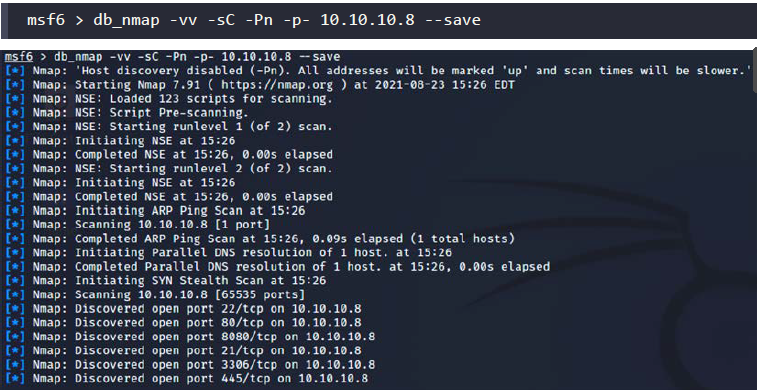 msf6 > db_nmap -vv -sC -Pn -p- 10.10.10.8 --save
msf6 > db_nmap -vv -sC -Pn -p- 10.10.10.8 --save
[*] Nmap: 'Host discovery disabled (-Pn). All addresses will be marked 'up' and scan times will be slower.'
[*] Nmap: Starting Nmap 7.91 ( https://nmap.org ) at 2021-08-23 15:26 EDT
[*] Nmap: NSE: Loaded 123 scripts for scanning.
[*] Nmap: NSE: Script Pre-scanning.
[*] Nmap: NSE: Starting runlevel 1 (of 2) scan.
[*] Nmap: Initiating NSE at 15:26
[*] Nmap: Completed NSE at 15:26, 0.00s elapsed
[*] Nmap: NSE: Starting runlevel 2 (of 2) scan.
[*] Nmap: Initiating NSE at 15:26
[*] Nmap: Completed NSE at 15:26, 0.00s elapsed
[*] Nmap: Initiating ARP Ping Scan at 15:26
[*] Nmap: Scanning 10.10.10.8 [1 port]
[*] Nmap: Completed ARP Ping Scan at 15:26, 0.09s elapsed (1 total hosts)
[*] Nmap: Initiating Parallel DNS resolution of 1 host. at 15:26
[*] Nmap: Completed Parallel DNS resolution of 1 host. at 15:26, 0.00s elapsed
[*] Nmap: Initiating SYN Stealth Scan at 15:26
[*] Nmap: Scanning 10.10.10.8 [65535 ports]
[*] Nmap: Discovered open port 22/tcp on 10.10.10.8
[*] Nmap: Discovered open port 80/tcp on 10.10.10.8
[*] Nmap: Discovered open port 8080/tcp on 10.10.10.8
[*] Nmap: Discovered open port 21/tcp on 10.10.10.8
[*] Nmap: Discovered open port 3306/tcp on 10.10.10.8
[*] Nmap: Discovered open port 445/tcp on 10.10.10.8